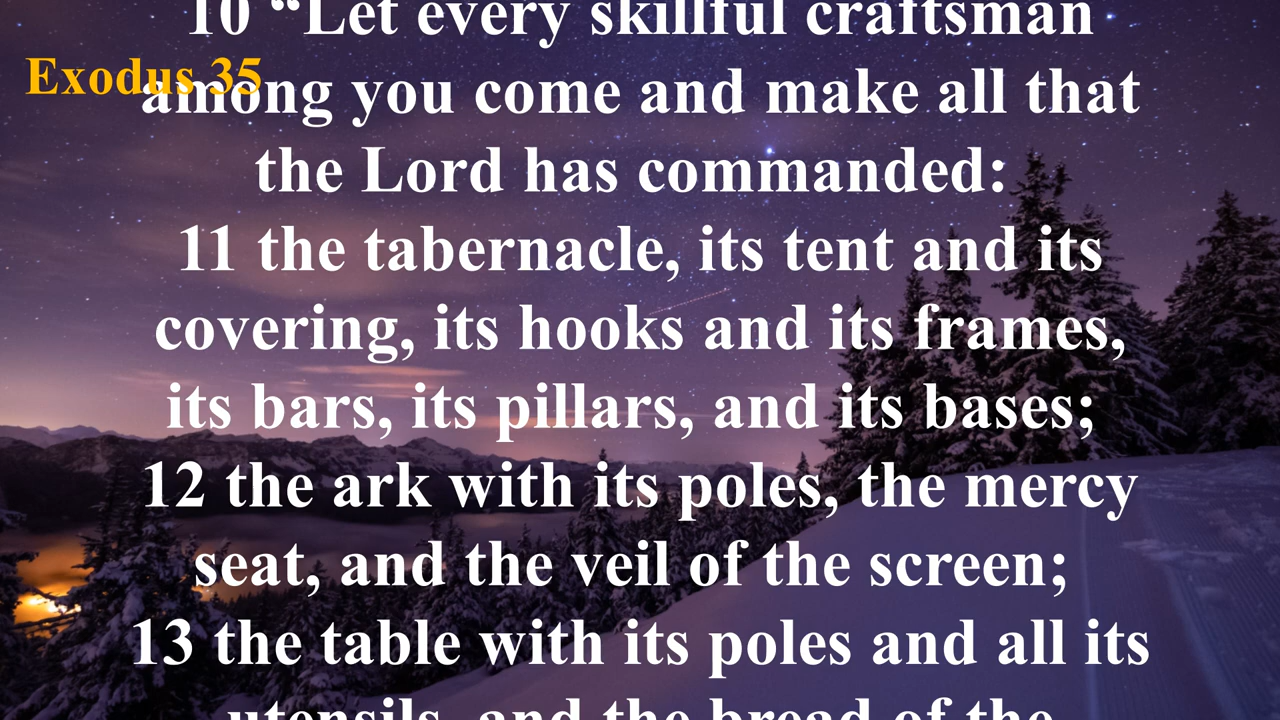 10 “Let every skillful craftsman
Exodus 35
among you come and make all that
the Lord has commanded:
11 the tabernacle, its tent and its
covering, its hooks and its frames,
its bars, its pillars, and its bases;
12 the ark with its poles, the mercy
seat, and the veil of the screen;
13 the table with its poles and all its
utensils, and the bread of the